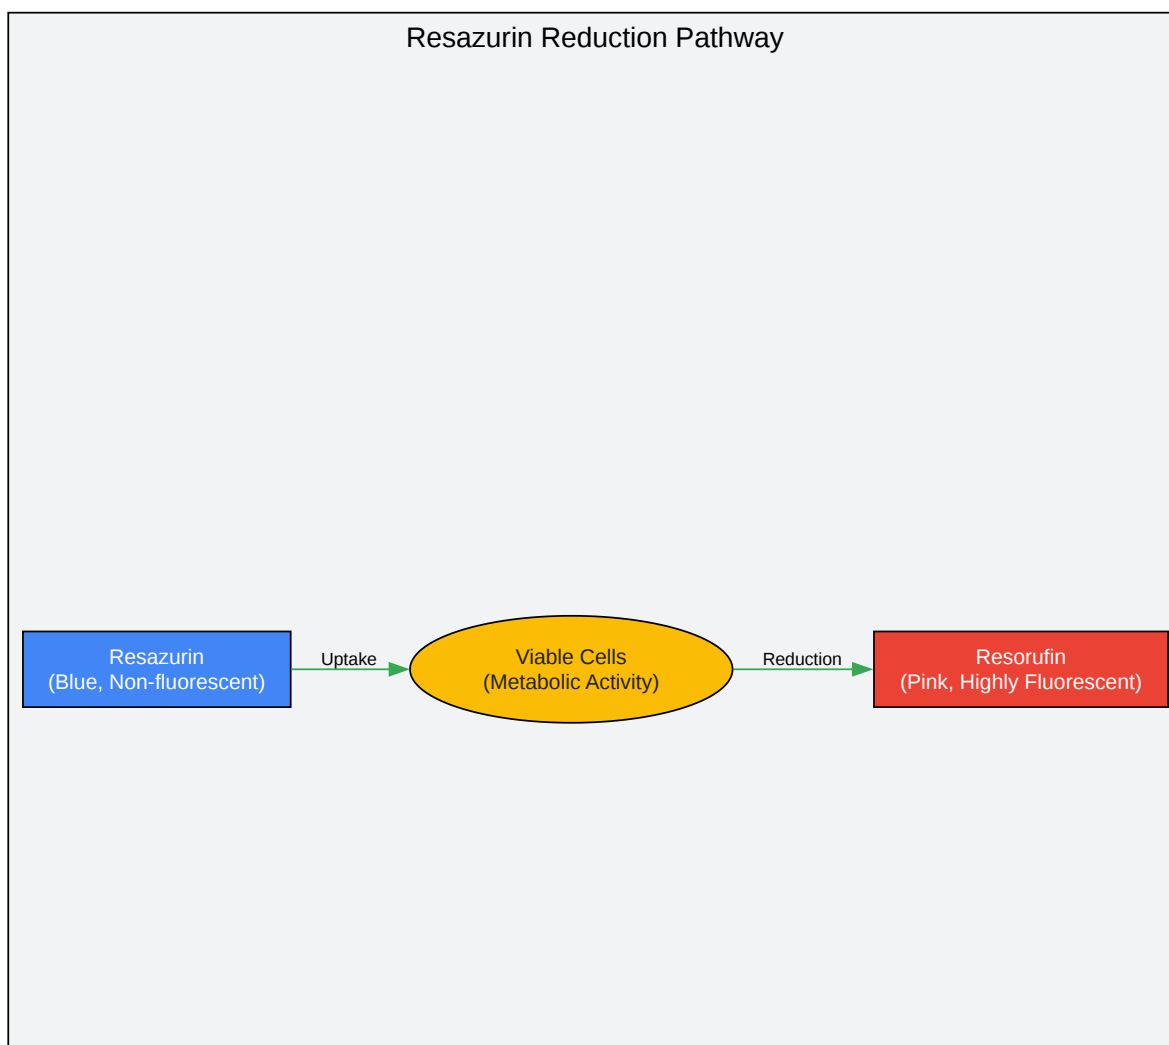 Resazurin Reduction Pathway
Resazurin
(Blue, Non-fluorescent)
Uptake
Viable Cells
(Metabolic Activity)
Reduction
Resorufin
(Pink, Highly Fluorescent)